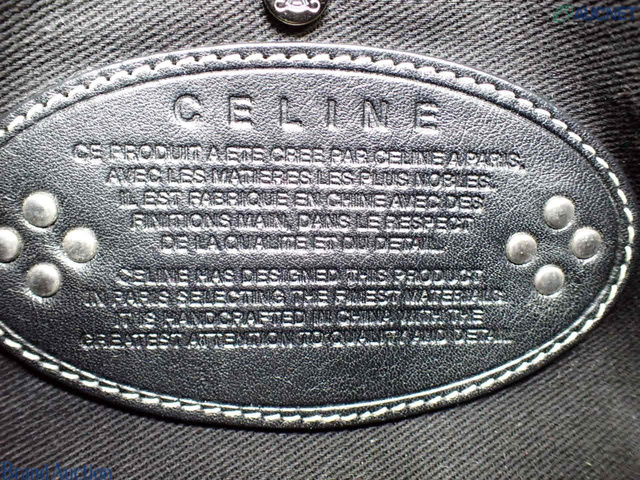 CELINE
CE PRODUIT A ETE CREE PAR CELINE A PARIS,
AVEC LES MATIERES LES PLUS NOBLES.
IL EST FABRIQUE EN CHINE AVEC DES
FINITIONS MAIN, DANS LE RESPECT
DE LA QUALITE ET DU DETAIL.
CELINE HAS DESIGNED THIS PRODUCT
IN PARIS SELECTING THE FINEST MATERIALS.
IT IS HANDCRAFTED IN CHINA WITH THE
GREATEST ATTENTION TO QUALITY AND DETAIL.
Brand Auction